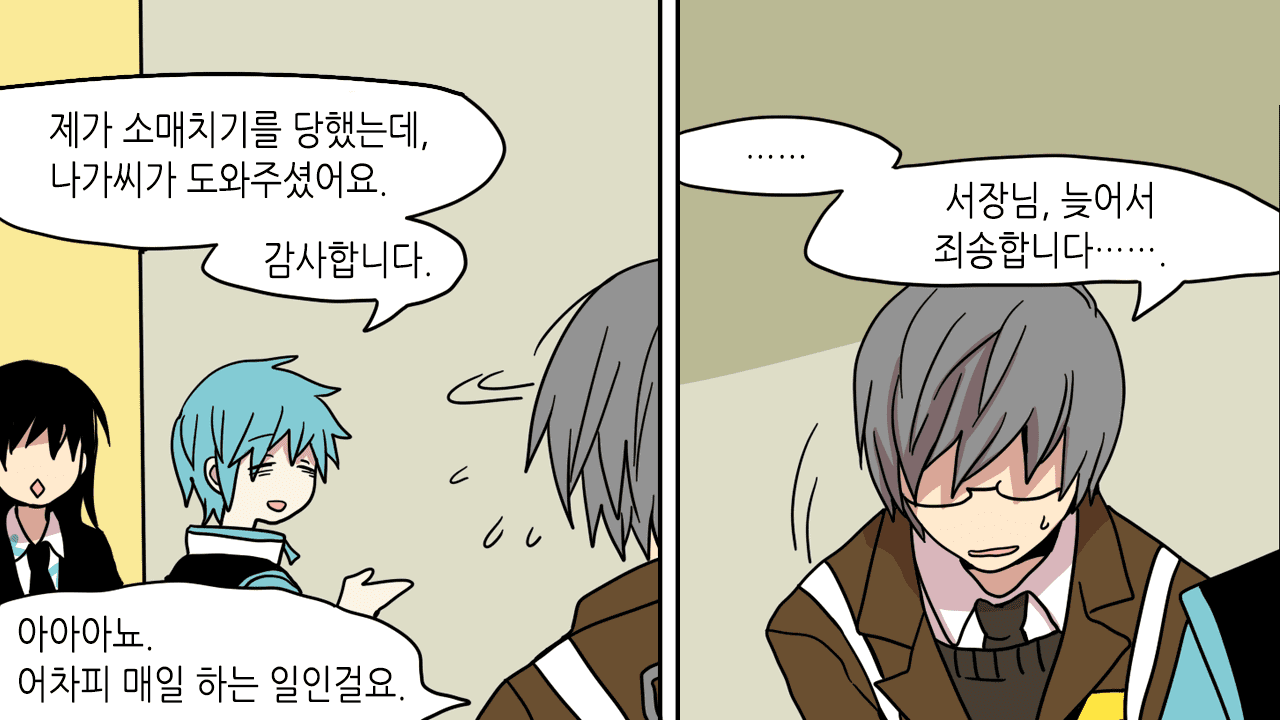 제가 소매치기를 당했는데,
나가씨가 도와주셨어요.
감사합니다.
아아아뇨.
어차피 매일 하는 일인걸요.
……
서장님, 늦어서
죄송합니다…….